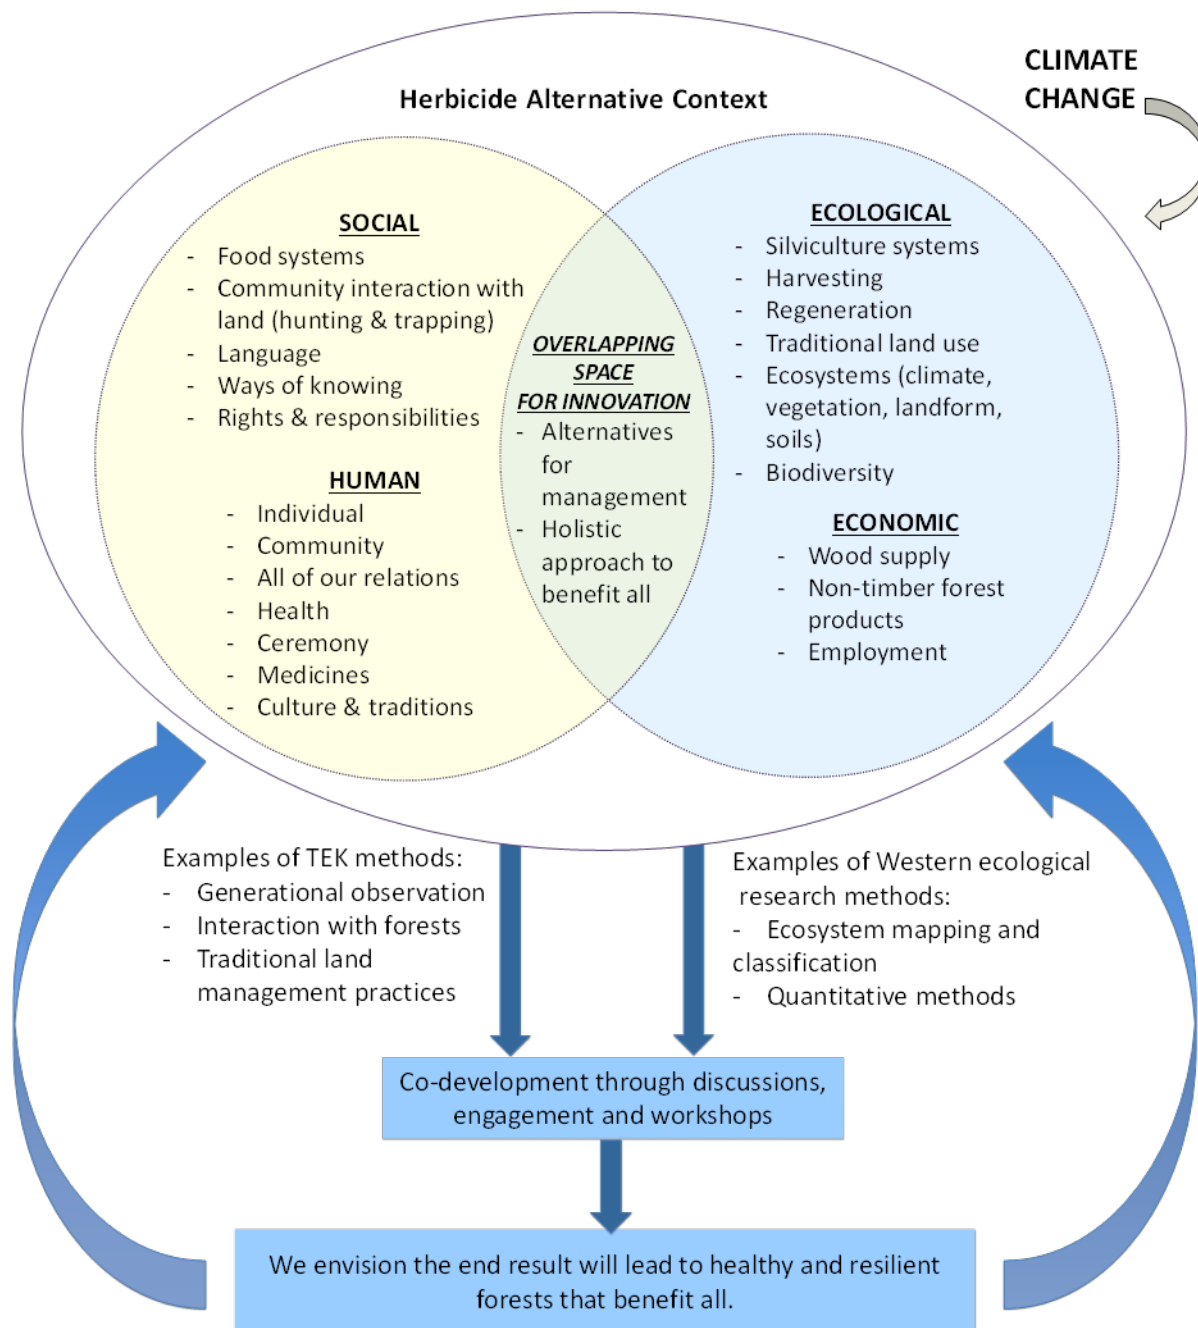 CLIMATE
CHANGE
Herbicide Alternative Context
SOCIAL
- Food systems
- Community interaction with
land (hunting & trapping)
- Language
- Ways of knowing
- Rights & responsibilities
HUMAN
- Individual
- Community
- All of our relations
- Health
- Ceremony
- Medicines
- Culture & traditions
OVERLAPPING
SPACE
FOR INNOVATION
- Alternatives
for
management
- Holistic
approach to
benefit all
ECOLOGICAL
- Silviculture systems
- Harvesting
- Regeneration
- Traditional land use
- Ecosystems (climate,
vegetation, landform,
soils)
- Biodiversity
ECONOMIC
- Wood supply
- Non-timber forest
products
- Employment
Examples of TEK methods:
- Generational observation
- Interaction with forests
- Traditional land
management practices
Examples of Western ecological
research methods:
- Ecosystem mapping and
classification
- Quantitative methods
Co-development through discussions,
engagement and workshops
We envision the end result will lead to healthy and resilient
forests that benefit all.